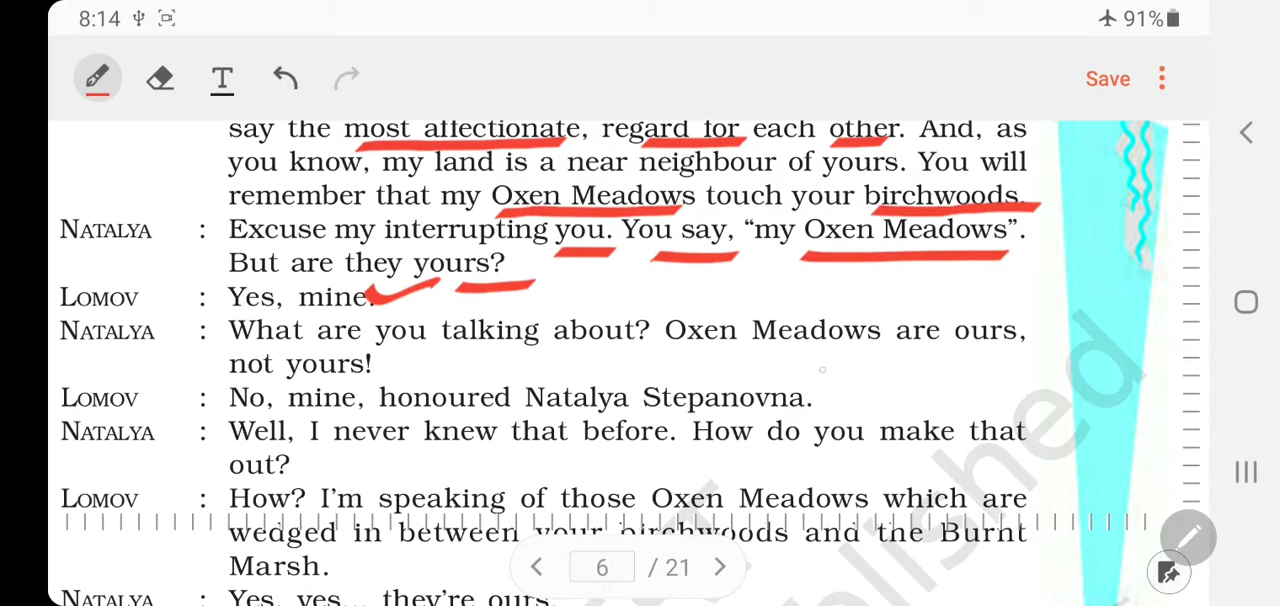 8:14 91%
T Save
say the most affectionate, regard for each other. And, as
you know, my land is a near neighbour of yours. You will
remember that my Oxen Meadows touch your birchwoods.
NATALYA : Excuse my interrupting you. You say, “my Oxen Meadows”.
But are they yours?
LOMOV : Yes, mine.
NATALYA : What are you talking about? Oxen Meadows are ours,
not yours!
LOMOV : No, mine, honoured Natalya Stepanovna.
NATALYA : Well, I never knew that before. How do you make that
out?
LOMOV : How? I'm speaking of those Oxen Meadows which are
wedged in between your birchwoods and the Burnt
Marsh.
NATALYA : Yes, yes... they're ours.
6 / 21